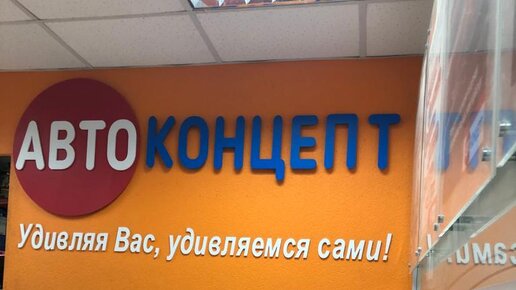 АВТОКОНЦЕПТ
Удивляя Вас, удивляемся сами!